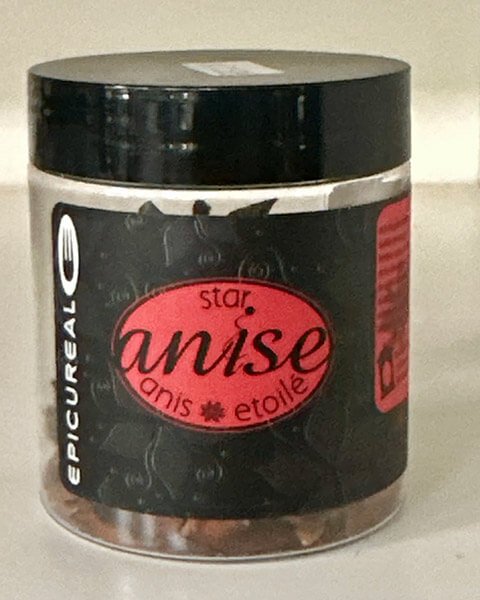 EPICUREAL
star
anise
anis etoilé